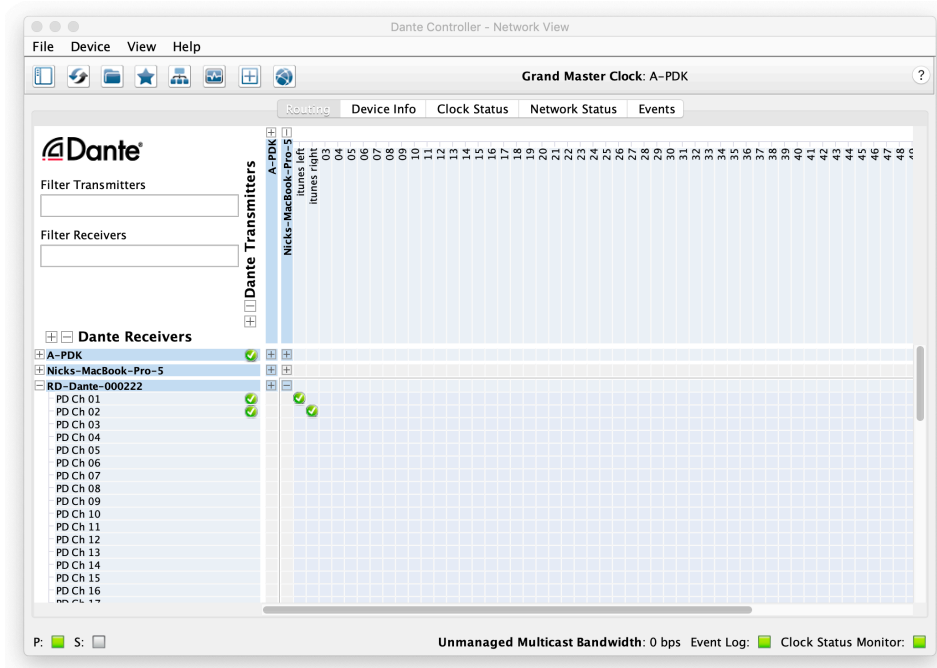 Dante Controller - Network View
File Device View Help
Grand Master Clock: A-PDK
?
Routing Device Info Clock Status Network Status Events
Dante
Filter Transmitters
Filter Receivers
Dante Transmitters
A-PDK
Nicks-MacBook-Pro-5
itunes left
itunes right
03 04 05 06 07 08 09 10 11 12 13 14 15 16 17 18 19 20 21 22 23 24 25 26 27 28 29 30 31 32 33 34 35 36 37 38 39 40 41 42 43 44 45 46 47 48
Dante Receivers
A-PDK
Nicks-MacBook-Pro-5
RD-Dante-000222
PD Ch 01
PD Ch 02
PD Ch 03
PD Ch 04
PD Ch 05
PD Ch 06
PD Ch 07
PD Ch 08
PD Ch 09
PD Ch 10
PD Ch 11
PD Ch 12
PD Ch 13
PD Ch 14
PD Ch 15
PD Ch 16
PD Ch 17
P: S: Unmanaged Multicast Bandwidth: 0 bps Event Log: Clock Status Monitor: